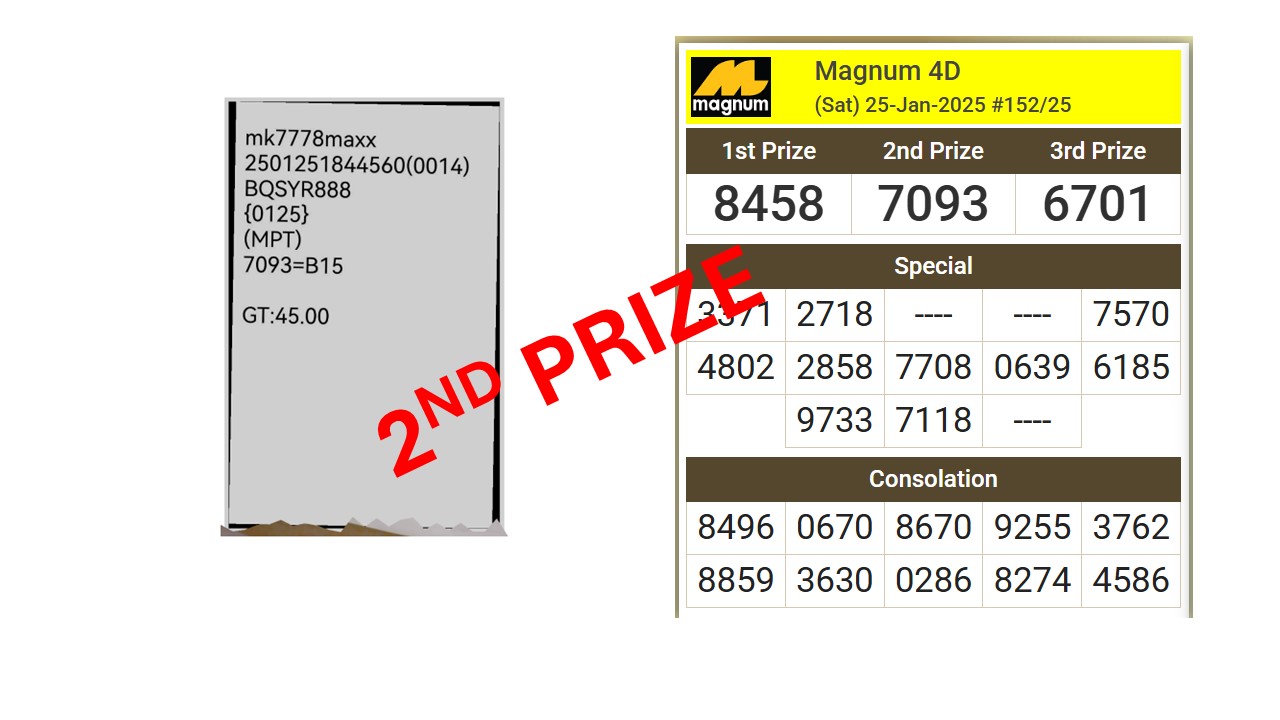 mk7778maxx
2501251844560(0014)
BQSYR888
{0125}
(MPT)
7093=B15
GT:45.00
2ND PRIZE
magnum
Magnum 4D
(Sat) 25-Jan-2025 #152/25
1st Prize 2nd Prize 3rd Prize
8458 7093 6701
Special
3371 2718 ---- ---- 7570
4802 2858 7708 0639 6185
9733 7118 ----
Consolation
8496 0670 8670 9255 3762
8859 3630 0286 8274 4586